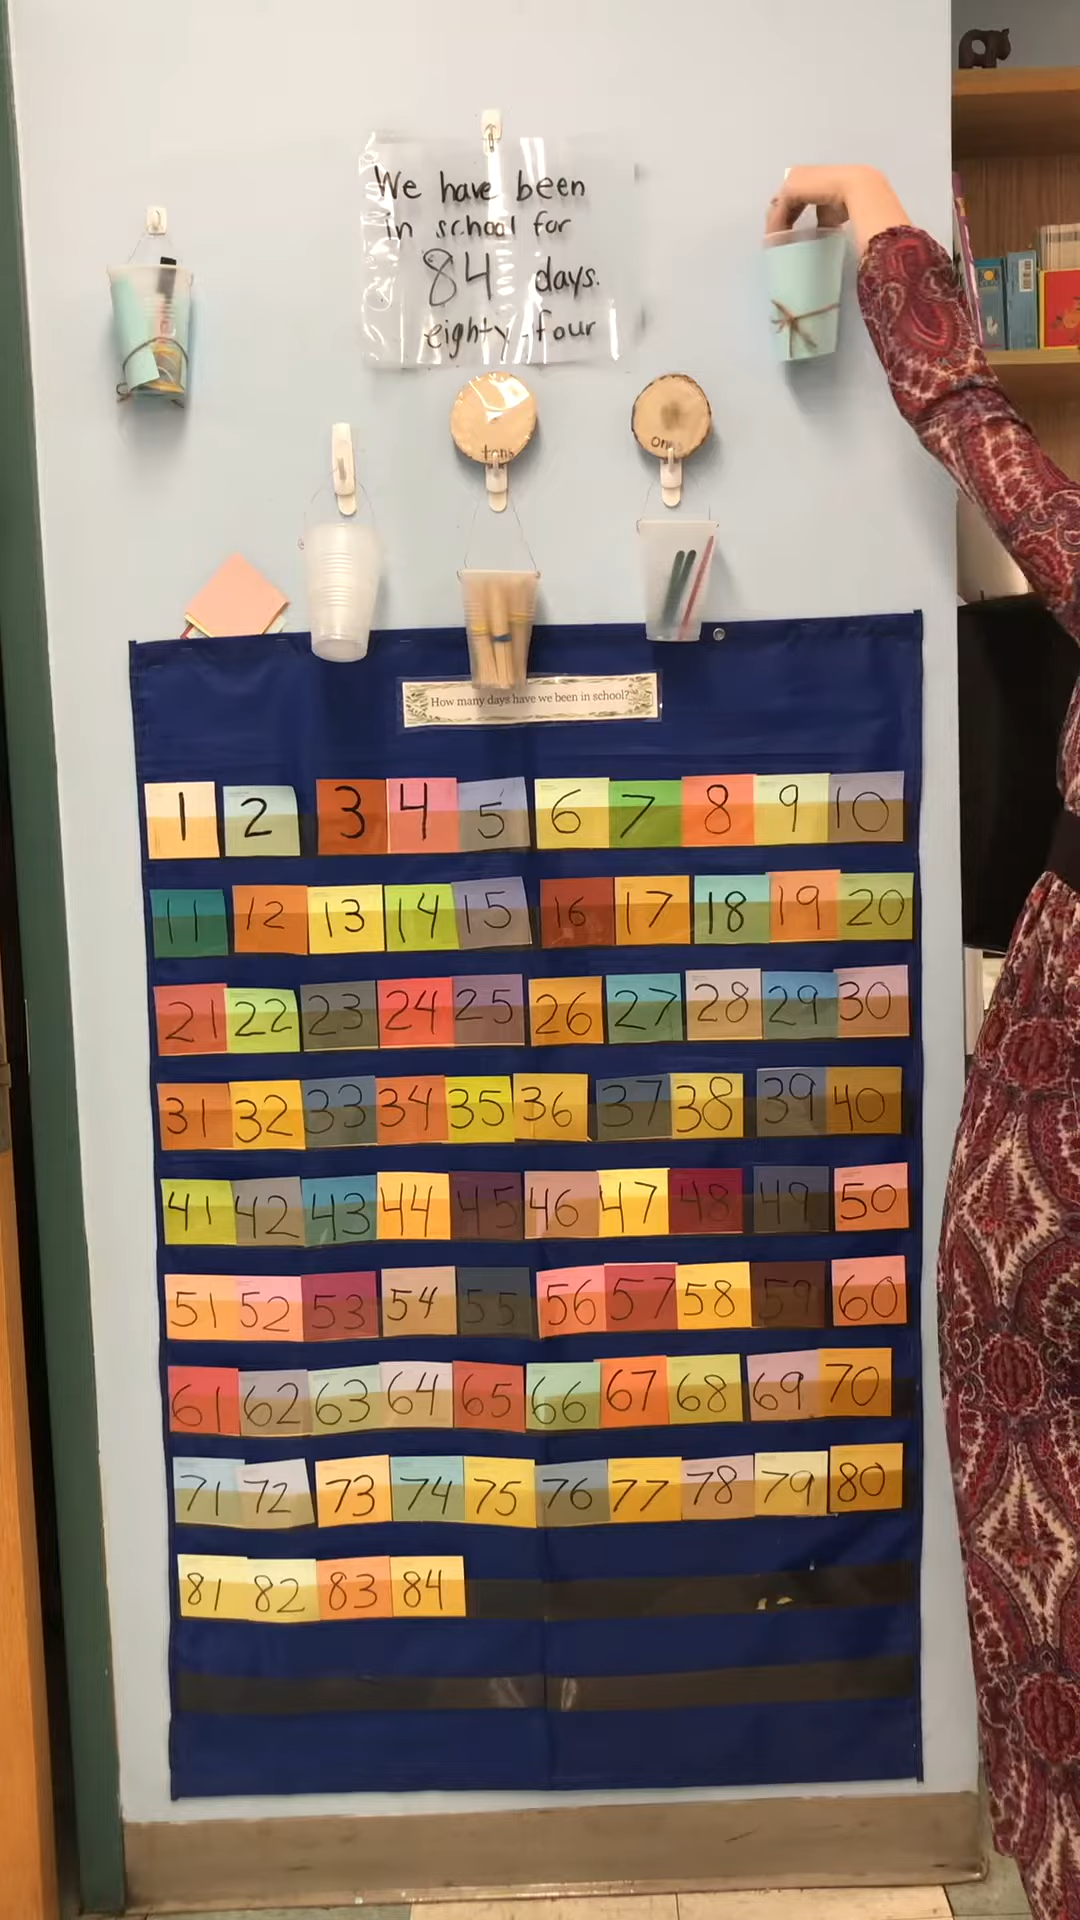 We have been
in school for
84 days.
eighty-four
tens
ones
How many days have we been in school?
1 2 3 4 5 6 7 8 9 10
11 12 13 14 15 16 17 18 19 20
21 22 23 24 25 26 27 28 29 30
31 32 33 34 35 36 37 38 39 40
41 42 43 44 45 46 47 48 49 50
51 52 53 54 55 56 57 58 59 60
61 62 63 64 65 66 67 68 69 70
71 72 73 74 75 76 77 78 79 80
81 82 83 84